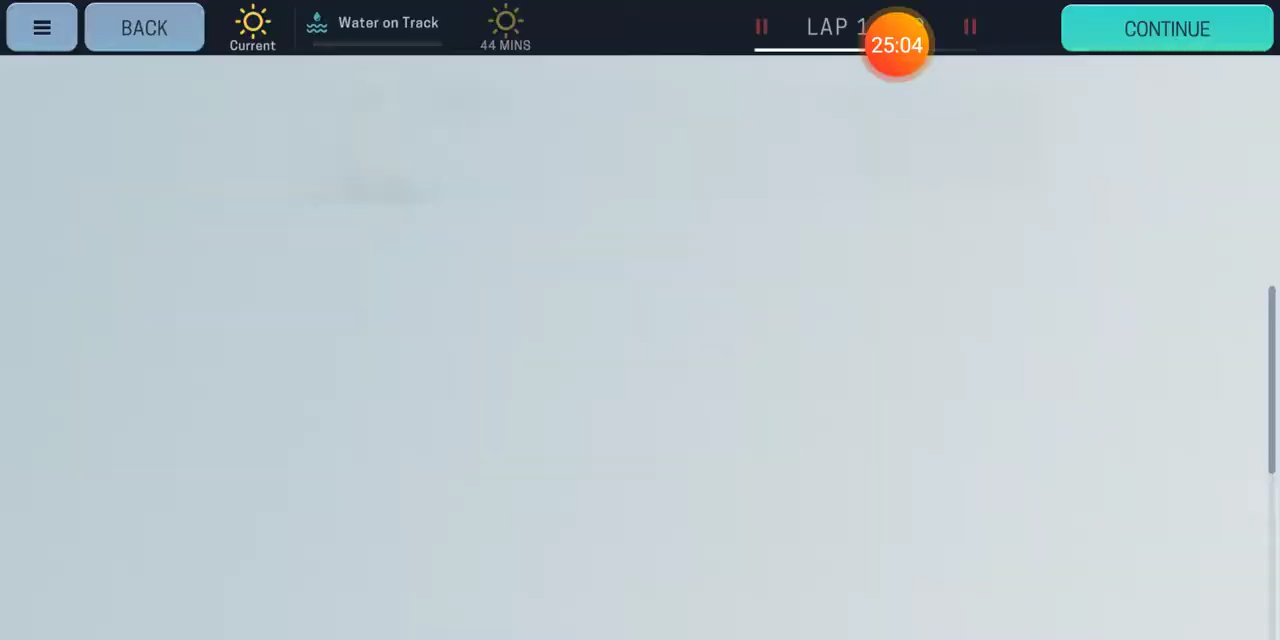 BACK
Current
Water on Track
44 MINS
LAP 1
25:04
CONTINUE